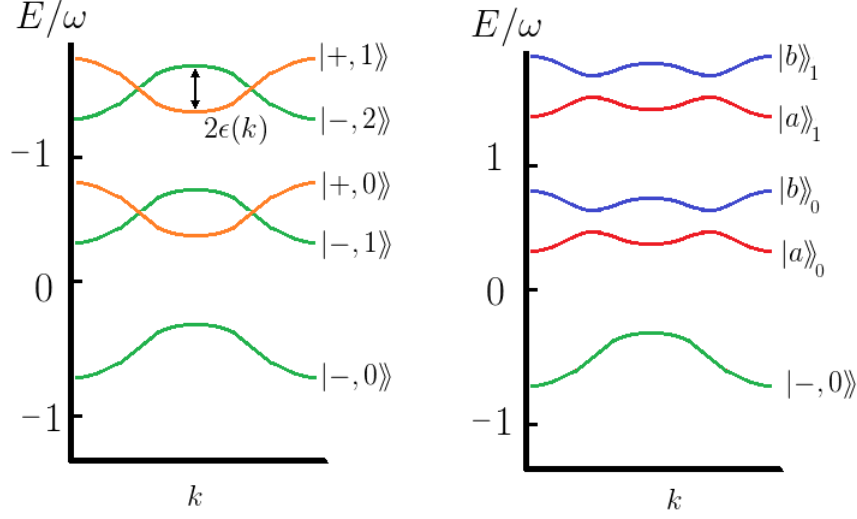 E/ω
|+,1⟩⟩
2ϵ(k)
|−,2⟩⟩
−1
|+,0⟩⟩
|−,1⟩⟩
0
|−,0⟩⟩
−1
k
E/ω
|b⟩⟩₁
|a⟩⟩₁
1
|b⟩⟩₀
|a⟩⟩₀
0
|−,0⟩⟩
−1
k